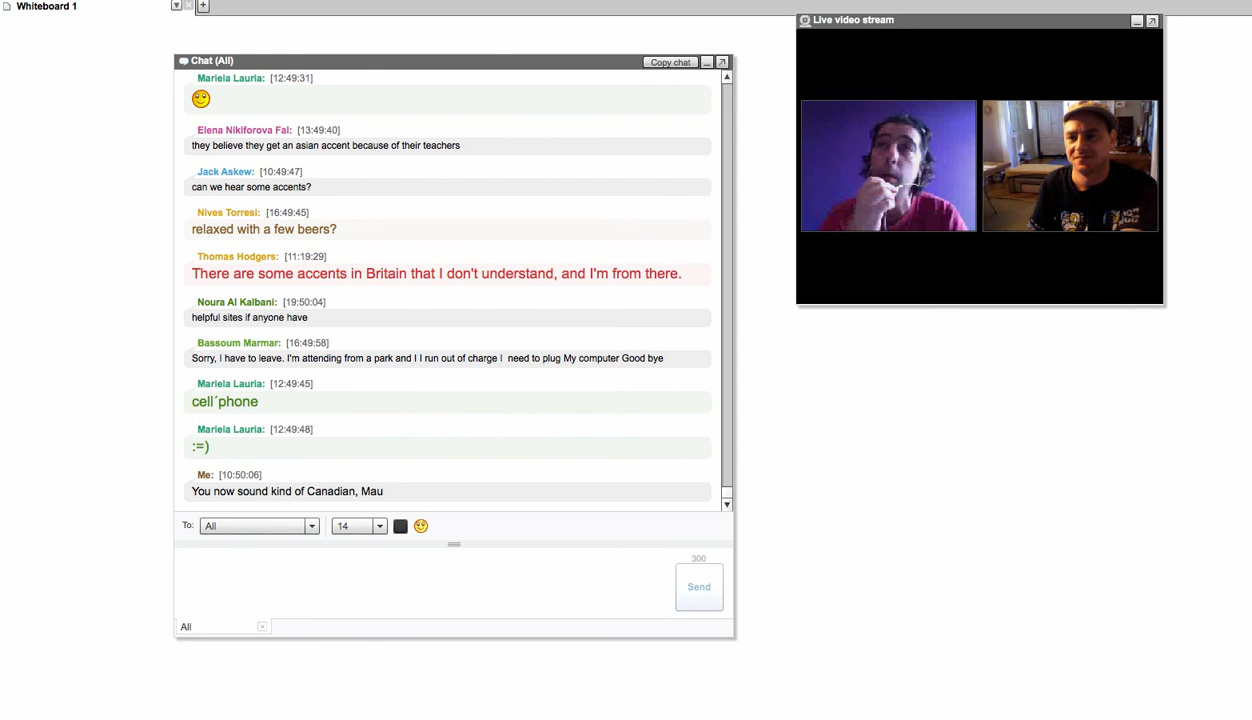 Whiteboard 1
Live video stream
Chat (All)
Copy chat
Mariela Lauria: [12:49:31]
Elena Nikiforova Fal: [13:49:40]
they believe they get an asian accent because of their teachers
Jack Askew: [10:49:47]
can we hear some accents?
Nives Torresi: [16:49:45]
relaxed with a few beers?
Thomas Hodgers: [11:19:29]
There are some accents in Britain that I don't understand, and I'm from there.
Noura Al Kalbani: [19:50:04]
helpful sites if anyone have
Bassoum Marmar: [16:49:58]
Sorry, I have to leave. I'm attending from a park and I I run out of charge I  need to plug My computer Good bye
Mariela Lauria: [12:49:45]
cell´phone
Mariela Lauria: [12:49:48]
:=)
Me: [10:50:06]
You now sound kind of Canadian, Mau
To: All 14
300
Send
All